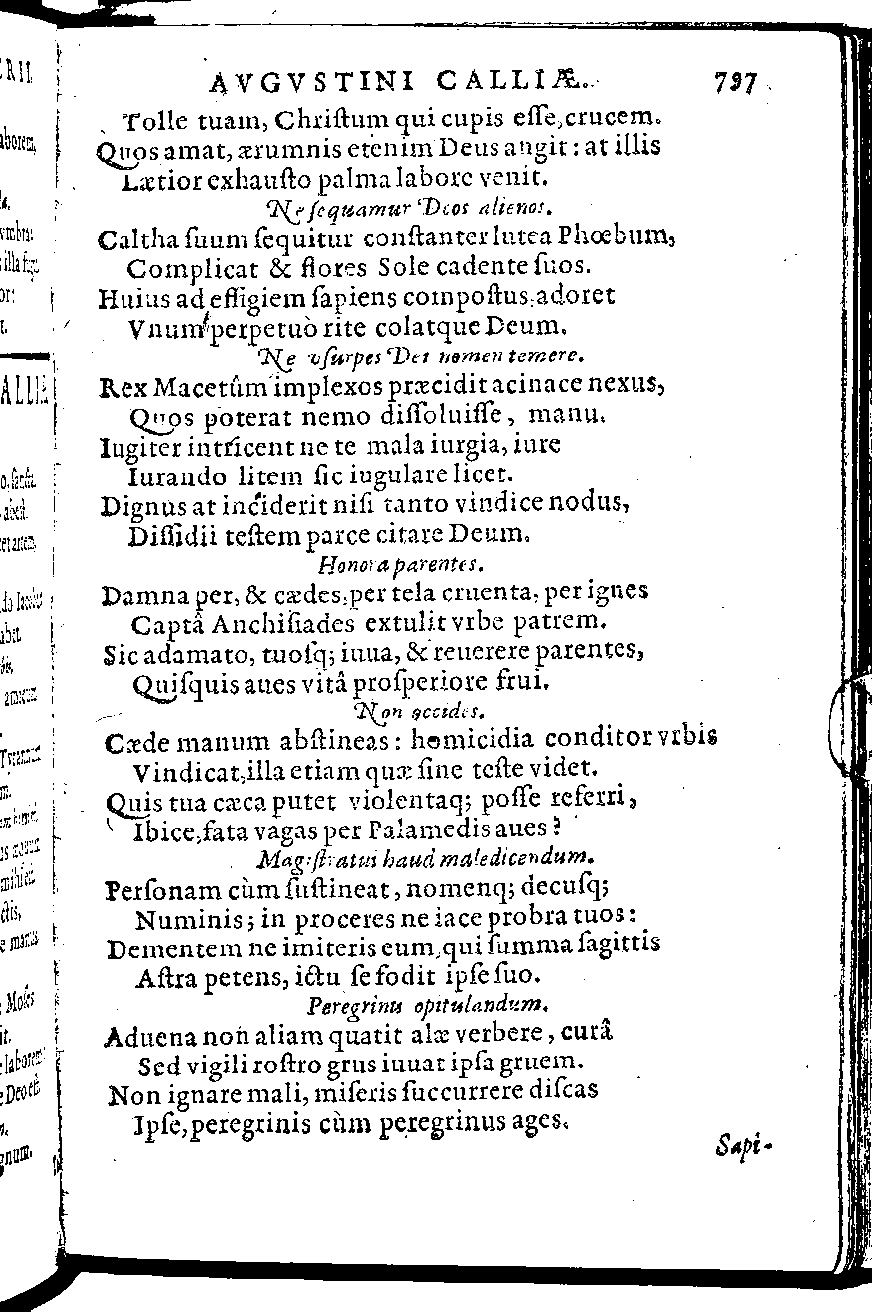 AVGVSTINI CALLIÆ. 797
Tolle tuam, Chriſtum qui cupis eſſe, crucem.
Quos amat, ærumnis etenim Deus angit: at illis
Lætior exhauſto palma labore venit.
Ne ſequamur Deos alienos.
Caltha ſuum ſequitur conſtanter lutea Phœbum,
Complicat & flores Sole cadente ſuos.
Huius ad effigiem ſapiens compoſtus, adoret
Vnum perpetuò rite colatque Deum.
Ne vſurpes Dei nomen temere.
Rex Macetûm implexos præcidit acinace nexus,
Quos poterat nemo diſſoluiſſe, manu.
Iugiter intricent ne te mala iurgia, iure
Iurando litem ſic iugulare licet.
Dignus at inciderit niſi tanto vindice nodus,
Diſſidii teſtem parce citare Deum.
Honora parentes.
Damna per, & cædes, per tela cruenta, per ignes
Captâ Anchiſiades extulit vrbe patrem.
Sic adamato, tuoſq; iuua, & reuerere parentes,
Quiſquis aues vitâ proſperiore frui.
Non occides.
Cæde manum abſtineas: homicidia conditor vrbis
Vindicat, illa etiam quæ ſine teſte videt.
Quis tua cæca putet violentaq; poſſe referri,
Ibice, fata vagas per Palamedis aues?
Magiſtratui haud maledicendum.
Perſonam cùm ſuſtineat, nomenq; decuſq;
Numinis; in proceres ne iace probra tuos:
Dementem ne imiteris eum, qui ſumma ſagittis
Aſtra petens, ictu ſe fodit ipſe ſuo.
Peregrinis opitulandum.
Aduena non aliam quatit alæ verbere, curâ
Sed vigili roſtro grus iuuat ipſa gruem.
Non ignare mali, miſeris ſuccurrere diſcas
Ipſe, peregrinis cùm peregrinus ages.
Sapi-